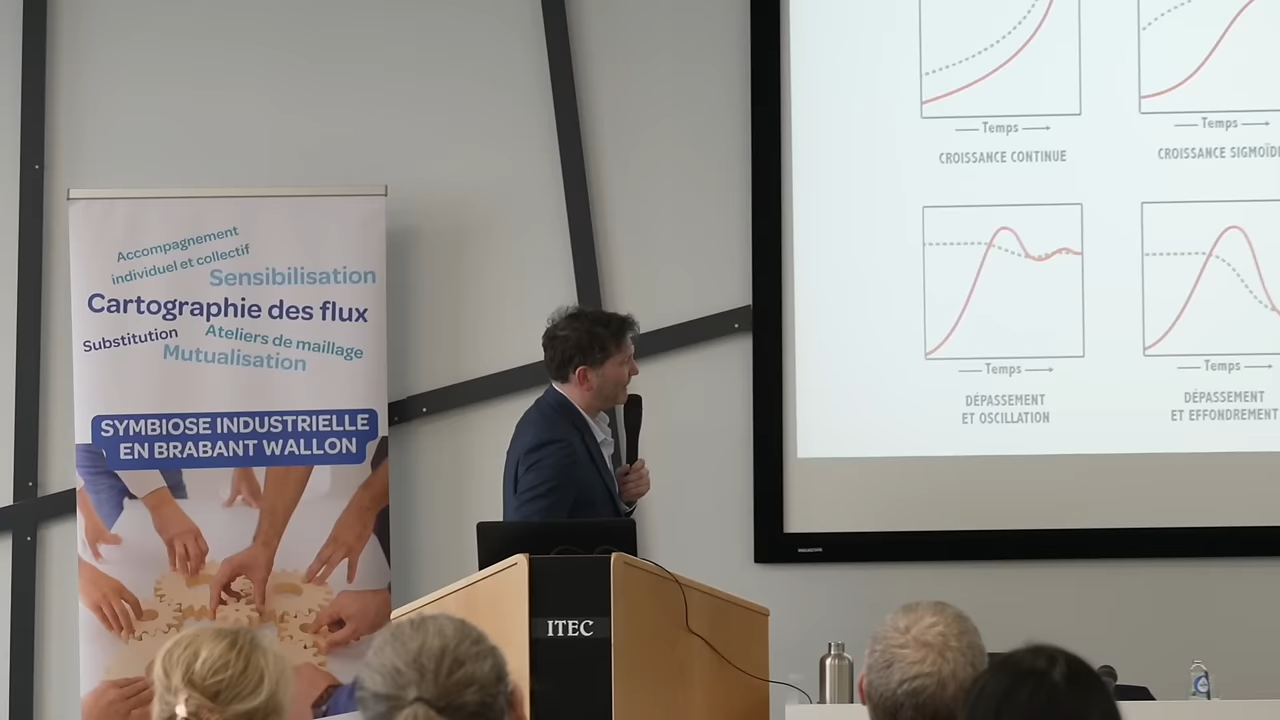 Accompagnement
individuel et collectif
Sensibilisation
Cartographie des flux
Substitution
Ateliers de maillage
Mutualisation
SYMBIOSE INDUSTRIELLE
EN BRABANT WALLON
ITEC
Temps
CROISSANCE CONTINUE
Temps
CROISSANCE SIGMOÏD
Temps
DÉPASSEMENT
ET OSCILLATION
Temps
DÉPASSEMENT
ET EFFONDREMENT